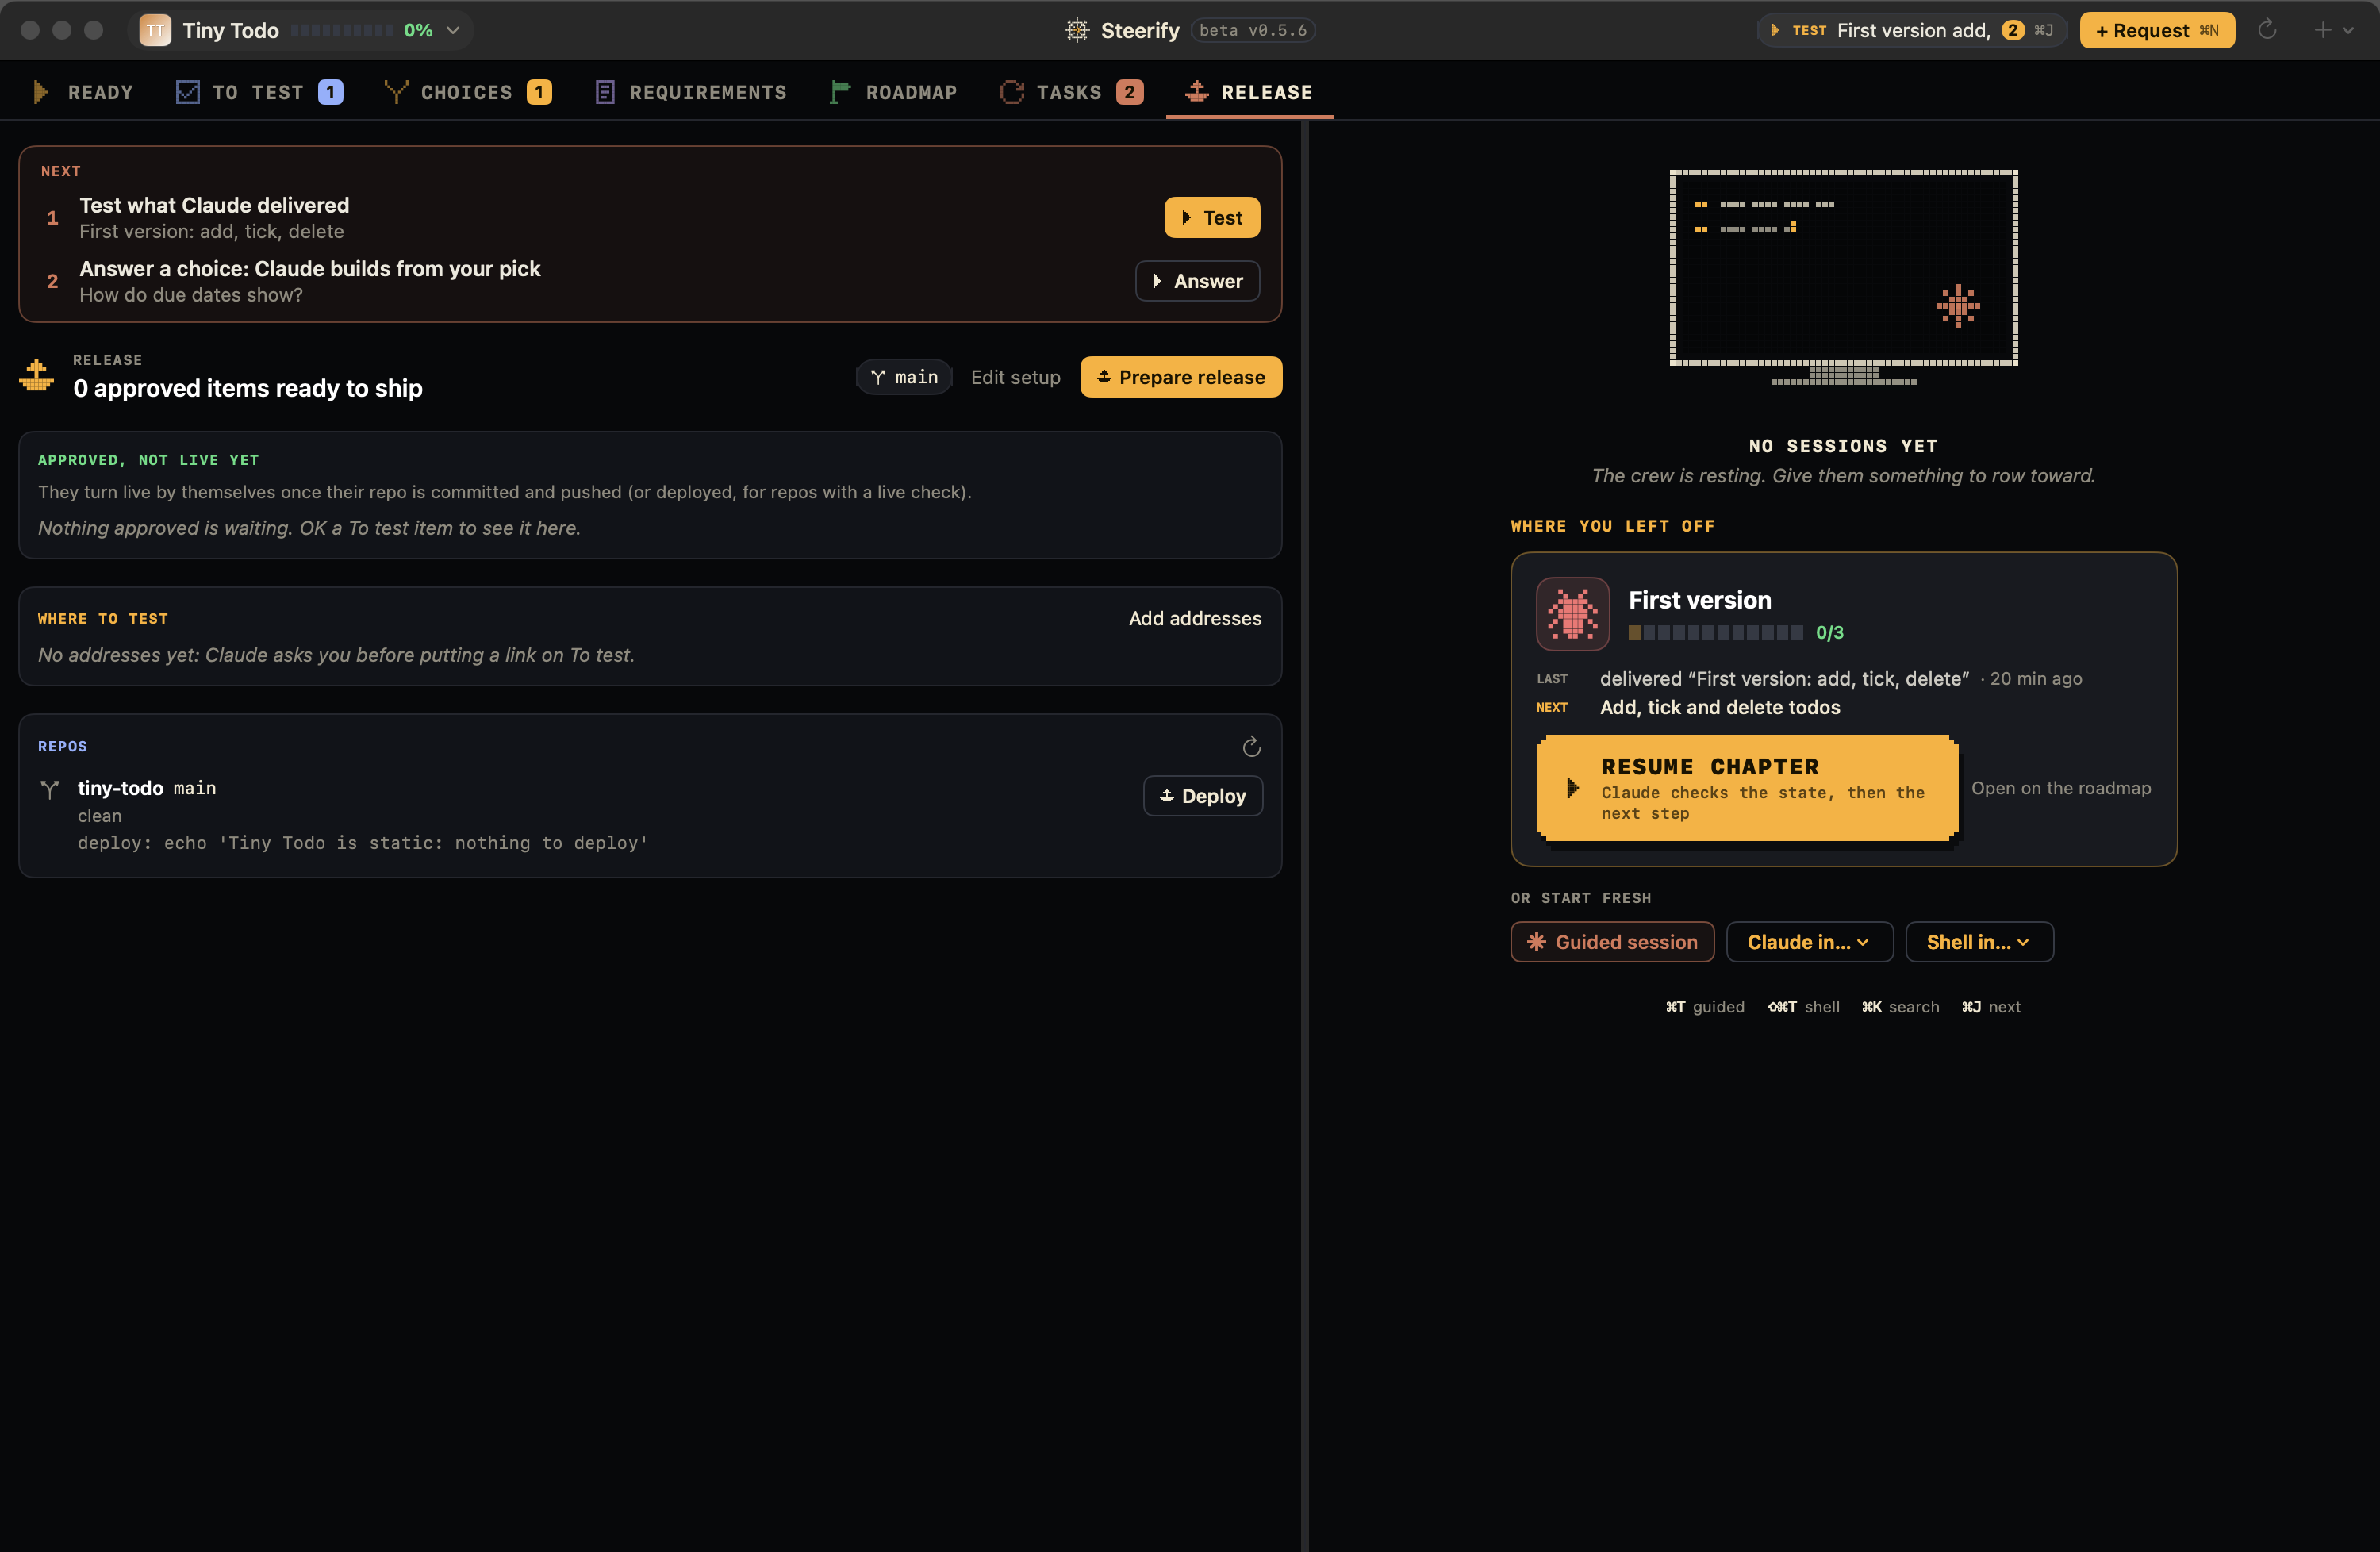 TT Tiny Todo 0%
Steerify beta v0.5.6
TEST First version add, 2 ⌘J
+ Request ⌘N
READY
TO TEST 1
CHOICES 1
REQUIREMENTS
ROADMAP
TASKS 2
RELEASE
NEXT
1 Test what Claude delivered
First version: add, tick, delete
Test
2 Answer a choice: Claude builds from your pick
How do due dates show?
Answer
RELEASE
0 approved items ready to ship
main
Edit setup
Prepare release
APPROVED, NOT LIVE YET
They turn live by themselves once their repo is committed and pushed (or deployed, for repos with a live check).
Nothing approved is waiting. OK a To test item to see it here.
WHERE TO TEST
Add addresses
No addresses yet: Claude asks you before putting a link on To test.
REPOS
tiny-todo main
clean
deploy: echo 'Tiny Todo is static: nothing to deploy'
Deploy
NO SESSIONS YET
The crew is resting. Give them something to row toward.
WHERE YOU LEFT OFF
First version
0/3
LAST delivered “First version: add, tick, delete” · 20 min ago
NEXT Add, tick and delete todos
RESUME CHAPTER
Claude checks the state, then the
next step
Open on the roadmap
OR START FRESH
Guided session
Claude in...
Shell in...
⌘T guided ⇧⌘T shell ⌘K search ⌘J next